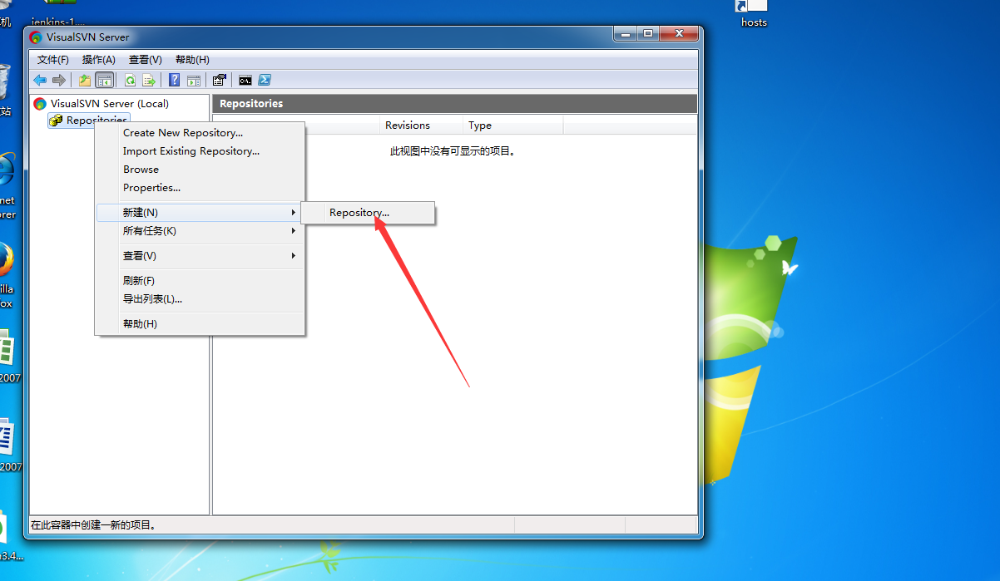 机
jenkins-1....
hosts
VisualSVN Server
文件(F) 操作(A) 查看(V) 帮助(H)
VisualSVN Server (Local)
Repositories
Repositories
Revisions Type
此视图中没有可显示的项目。
Create New Repository...
Import Existing Repository...
Browse
Properties...
新建(N)
Repository...
所有任务(K)
查看(V)
刷新(F)
导出列表(L)...
帮助(H)
在此容器中创建一新的项目。
站
net
orer
illa
ox
2007
2007
3.4...